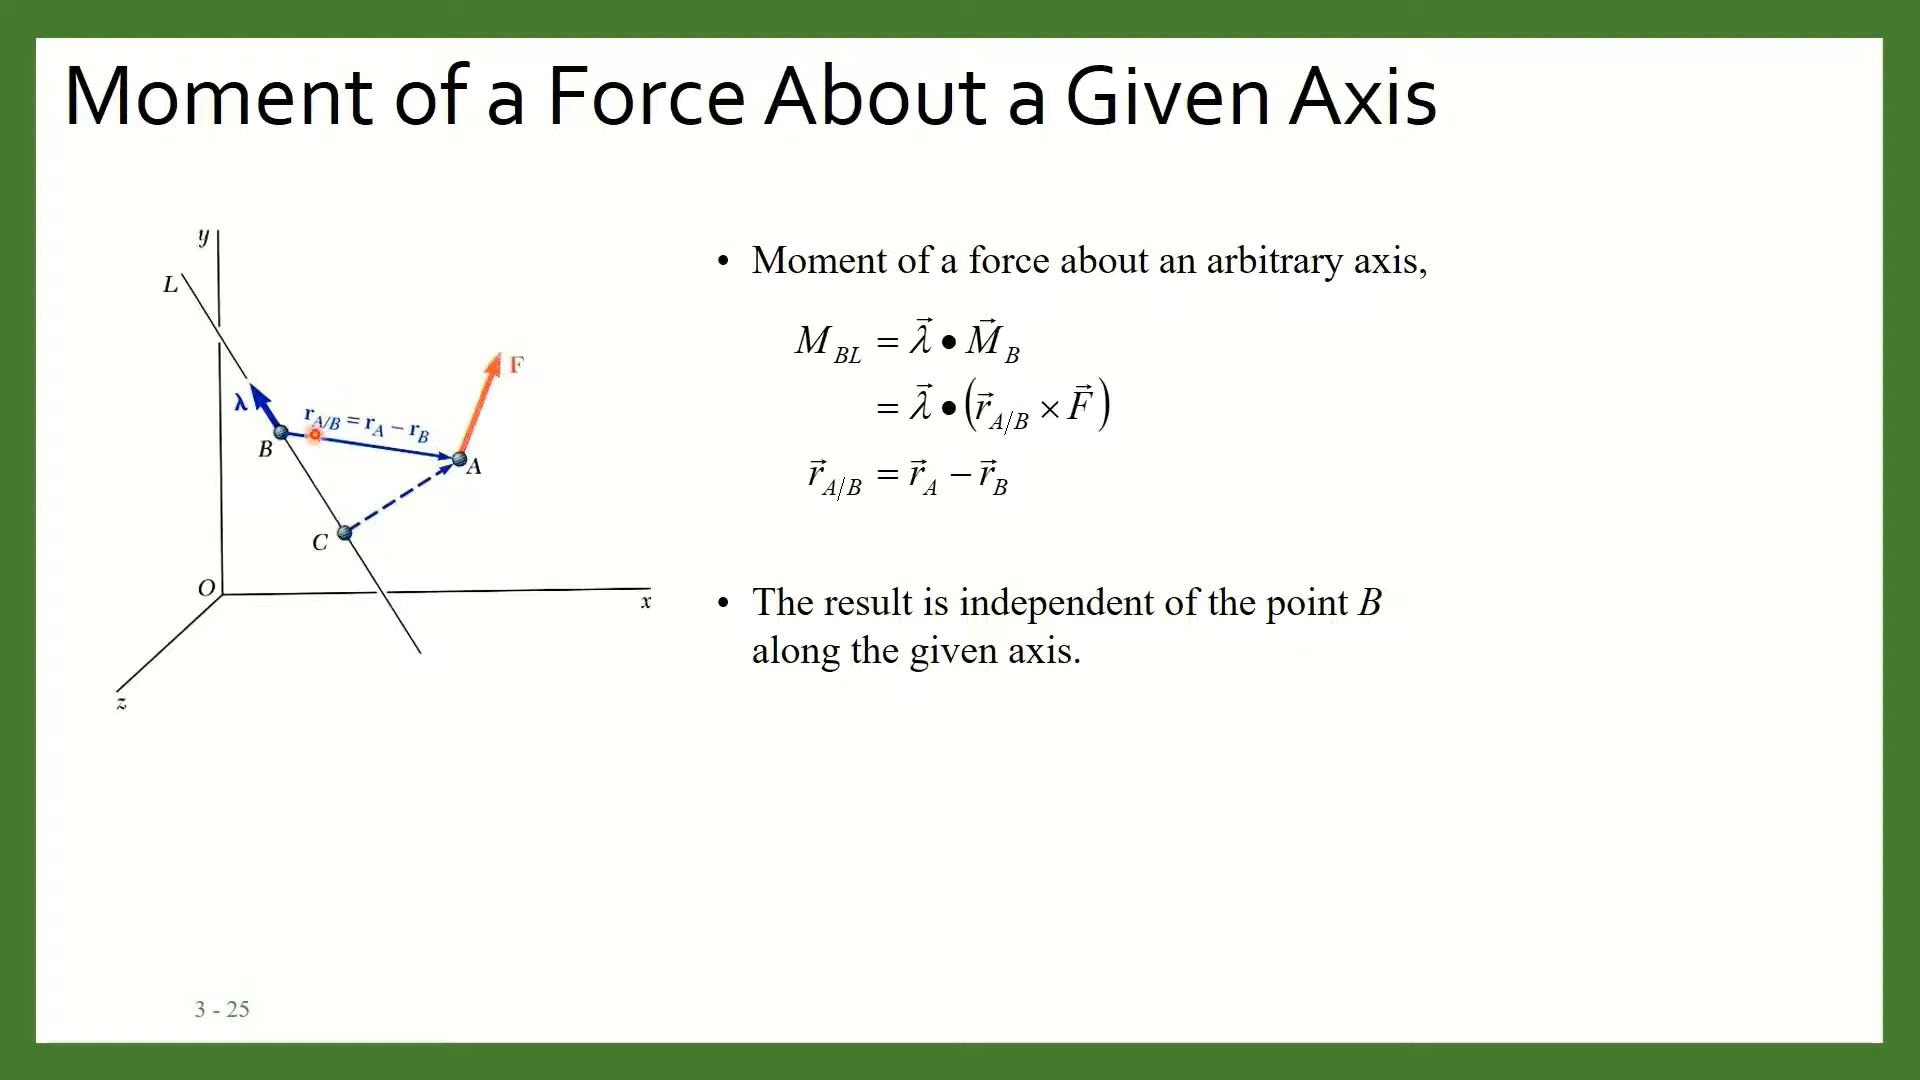 Moment of a Force About a Given Axis
y
L
F
λ
r_A/B = r_A – r_B
B
A
C
O
x
z
• Moment of a force about an arbitrary axis,
M_BL = λ⃗ • M⃗_B
= λ⃗ • (r⃗_A/B × F⃗)
r⃗_A/B = r⃗_A − r⃗_B
• The result is independent of the point B
along the given axis.
3 - 25